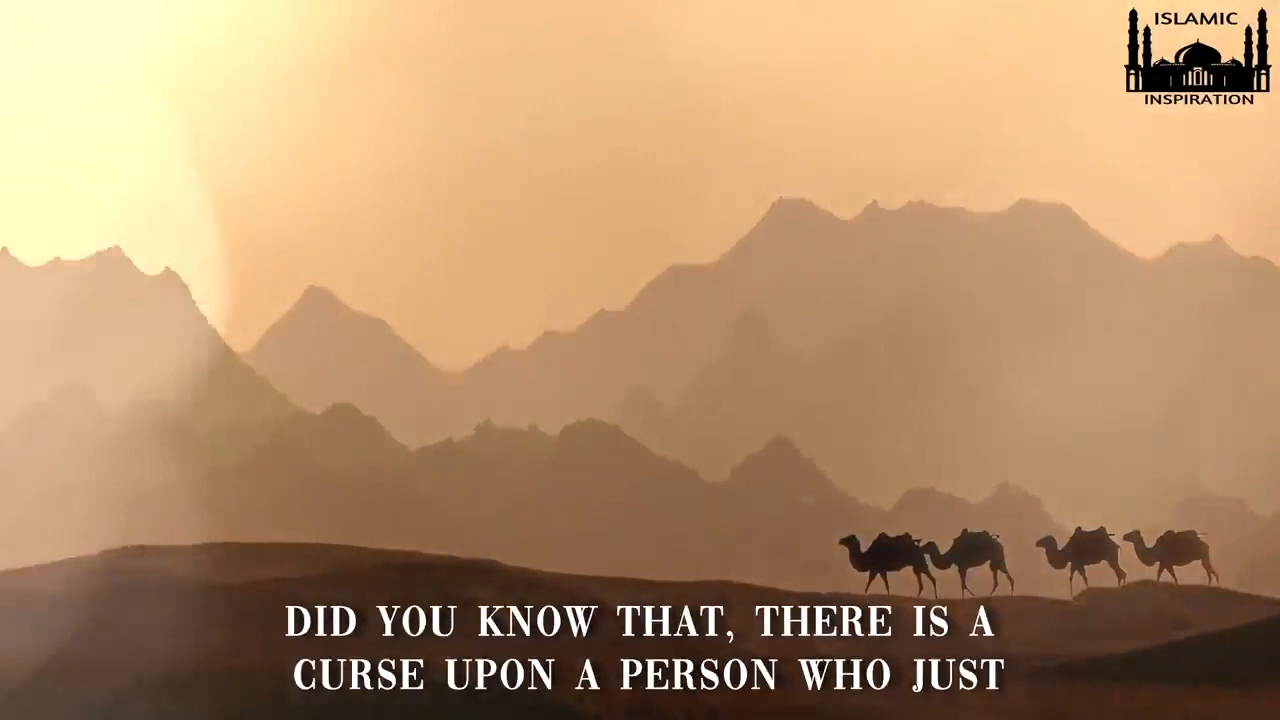 ISLAMIC
INSPIRATION
DID YOU KNOW THAT, THERE IS A
CURSE UPON A PERSON WHO JUST